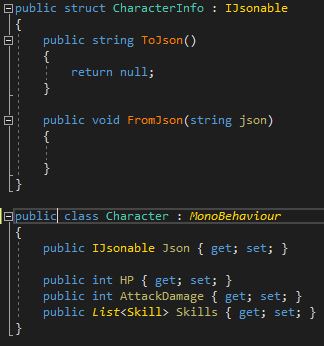 public struct CharacterInfo : IJsonable
{
public string ToJson()
{
return null;
}
public void FromJson(string json)
{
}
}
public class Character : MonoBehaviour
{
public IJsonable Json { get; set; }
public int HP { get; set; }
public int AttackDamage { get; set; }
public List<Skill> Skills { get; set; }
}